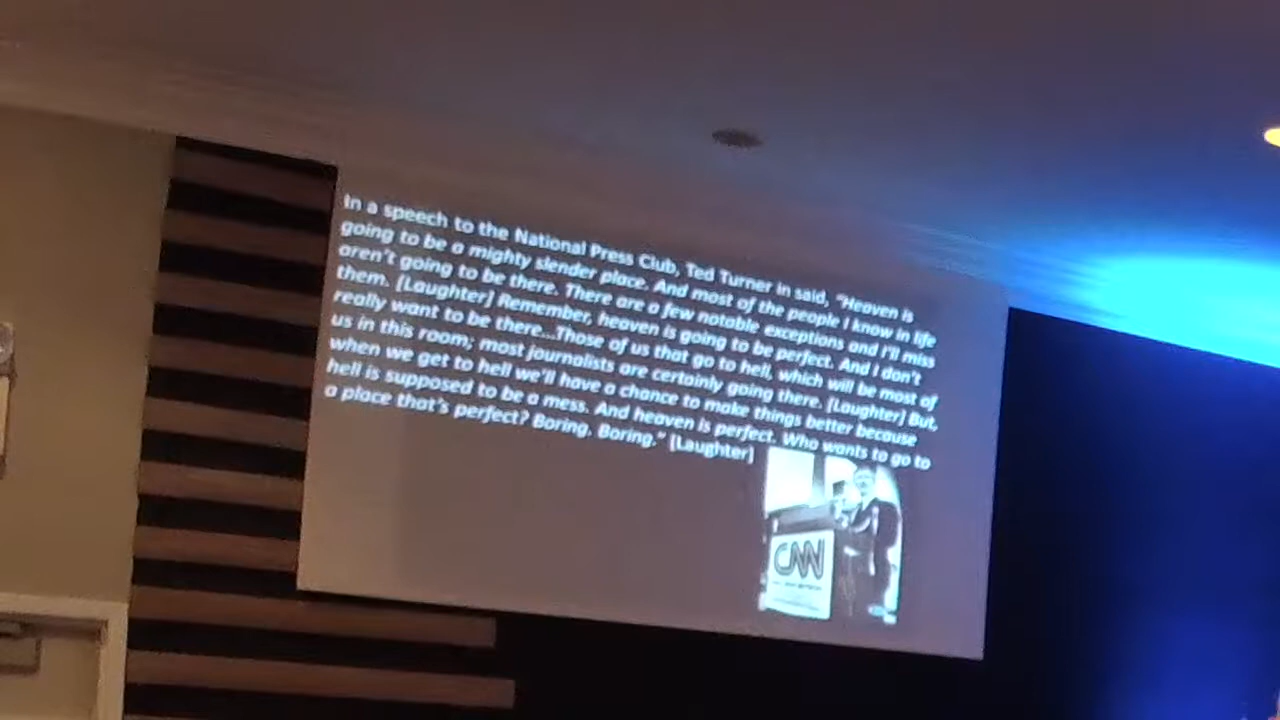 In a speech to the National Press Club, Ted Turner in said, "Heaven is
going to be a mighty slender place. And most of the people I know in life
aren't going to be there. There are a few notable exceptions and I'll miss
them. [Laughter] Remember, heaven is going to be perfect. And I don't
really want to be there...Those of us that go to hell, which will be most of
us in this room; most journalists are certainly going there. [Laughter] But,
when we get to hell we'll have a chance to make things better because
hell is supposed to be a mess. And heaven is perfect. Who wants to go to
a place that's perfect? Boring. Boring." [Laughter]
CNN